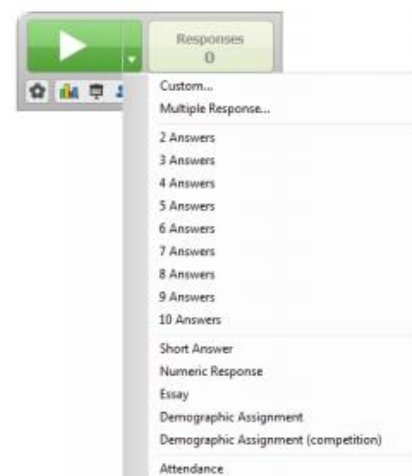 Responses
0
Custom...
Multiple Response...
2 Answers
3 Answers
4 Answers
5 Answers
6 Answers
7 Answers
8 Answers
9 Answers
10 Answers
Short Answer
Numeric Response
Essay
Demographic Assignment
Demographic Assignment (competition)
Attendance